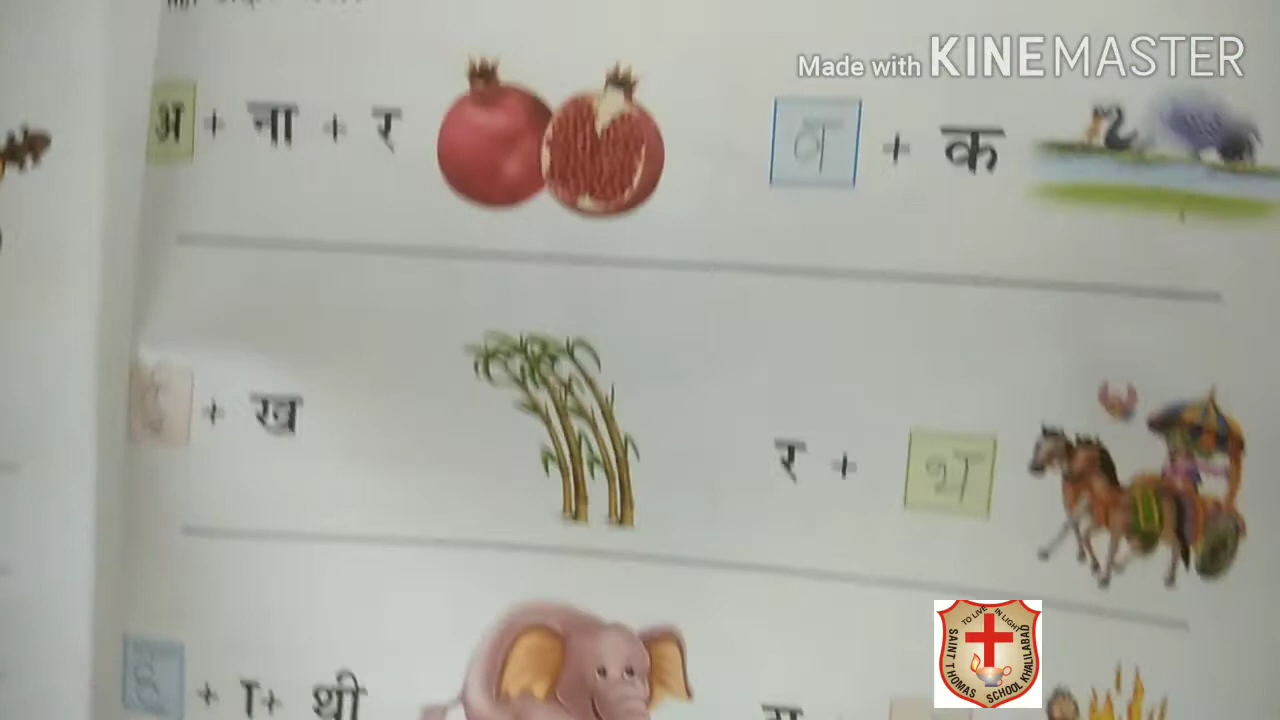 Made with KINEMASTER
अ + ना + र
ब + क
ई + ख
र + थ
ह + ा + थी
TO LIVE IN LIGHT
SAINT THOMAS SCHOOL KHALILABAD